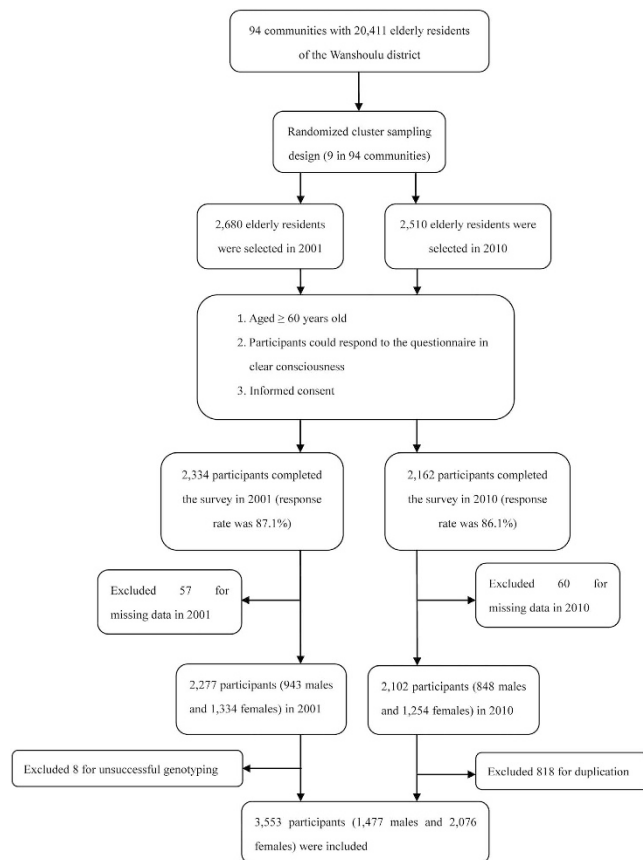 94 communities with 20,411 elderly residents
of the Wanshoulu district
Randomized cluster sampling
design (9 in 94 communities)
2,680 elderly residents
were selected in 2001
2,510 elderly residents were
selected in 2010
1. Aged ≥ 60 years old
2. Participants could respond to the questionnaire in
clear consciousness
3. Informed consent
2,334 participants completed
the survey in 2001 (response
rate was 87.1%)
2,162 participants completed
the survey in 2010 (response
rate was 86.1%)
Excluded 57 for
missing data in 2001
Excluded 60 for
missing data in 2010
2,277 participants (943 males
and 1,334 females) in 2001
2,102 participants (848 males
and 1,254 females) in 2010
Excluded 8 for unsuccessful genotyping
Excluded 818 for duplication
3,553 participants (1,477 males and 2,076
females) were included